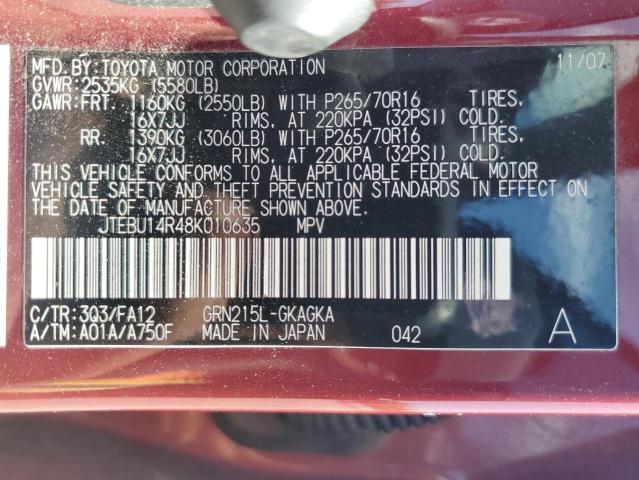 MFD. BY: TOYOTA MOTOR CORPORATION 11/07
GVWR: 2535KG (5580LB)
GAWR: FRT. 1160KG (2550LB) WITH P265/70R16 TIRES,
16X7JJ RIMS, AT 220KPA (32PSI) COLD.
RR. 1390KG (3060LB) WITH P265/70R16 TIRES,
16X7JJ RIMS, AT 220KPA (32PSI) COLD.
THIS VEHICLE CONFORMS TO ALL APPLICABLE FEDERAL MOTOR
VEHICLE SAFETY AND THEFT PREVENTION STANDARDS IN EFFECT ON
THE DATE OF MANUFACTURE SHOWN ABOVE.
JTEBU14R48K010635 MPV
C/TR: 3Q3/FA12 GRN215L-GKAGKA
A/TM: A01A/A750F MADE IN JAPAN 042 A